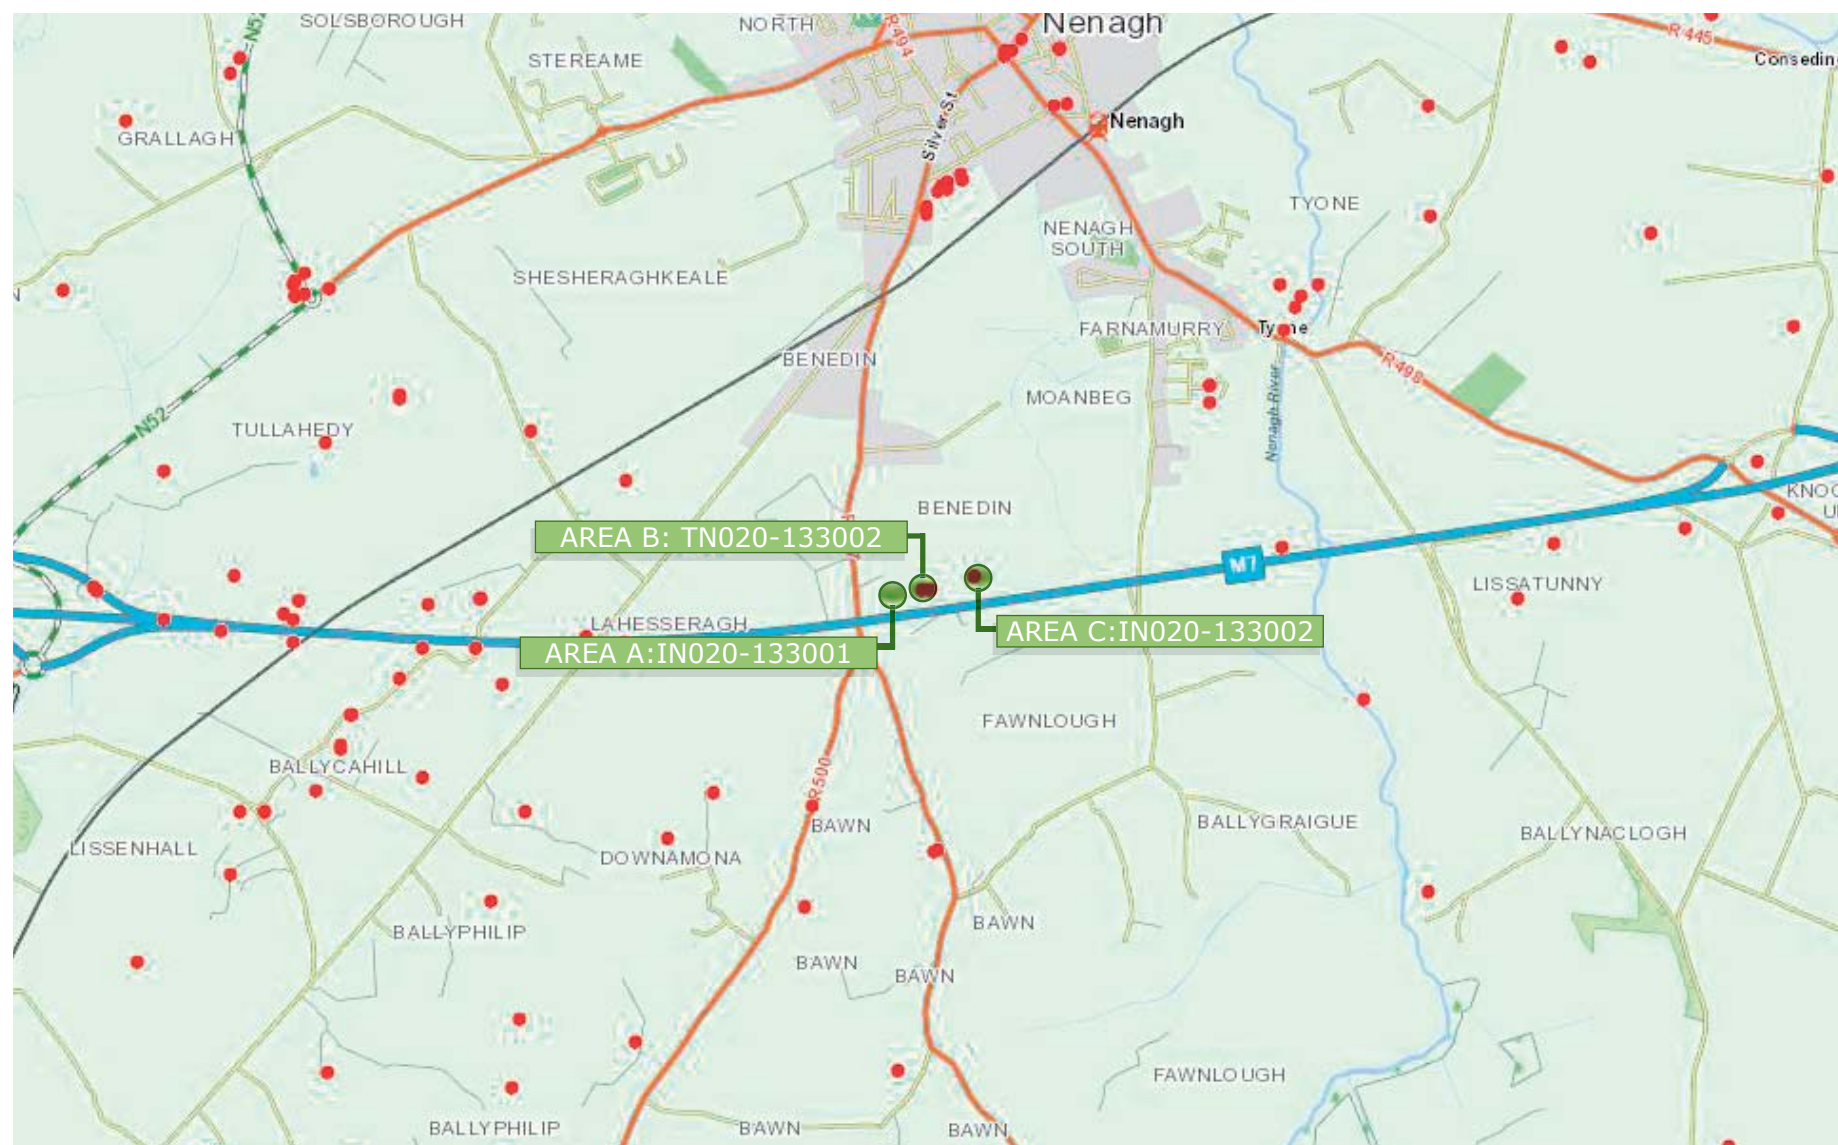 SOLSBOROUGH
N52
NORTH
R494
Nenagh
R445
STEREAME
Silver St
Nenagh
GRALLAGH
TYONE
NENAGH
SOUTH
SHESHERAGHKEALE
FARNAMURRY
Tyone
BENEDIN
R498
MOANBEG
Nenagh River
N52
TULLAHEDY
BENEDIN
AREA B: TN020-133002
M7
LISSATUNNY
LAHESSERAGH
AREA C:IN020-133002
AREA A:IN020-133001
FAWNLOUGH
BALLYCAHILL
R500
BAWN
BALLYGRAIGUE
BALLYNACLOGH
LISSENHALL
DOWNAMONA
BALLYPHILIP
BAWN
BAWN
BAWN
FAWNLOUGH
BALLYPHILIP
BAWN
BAWN